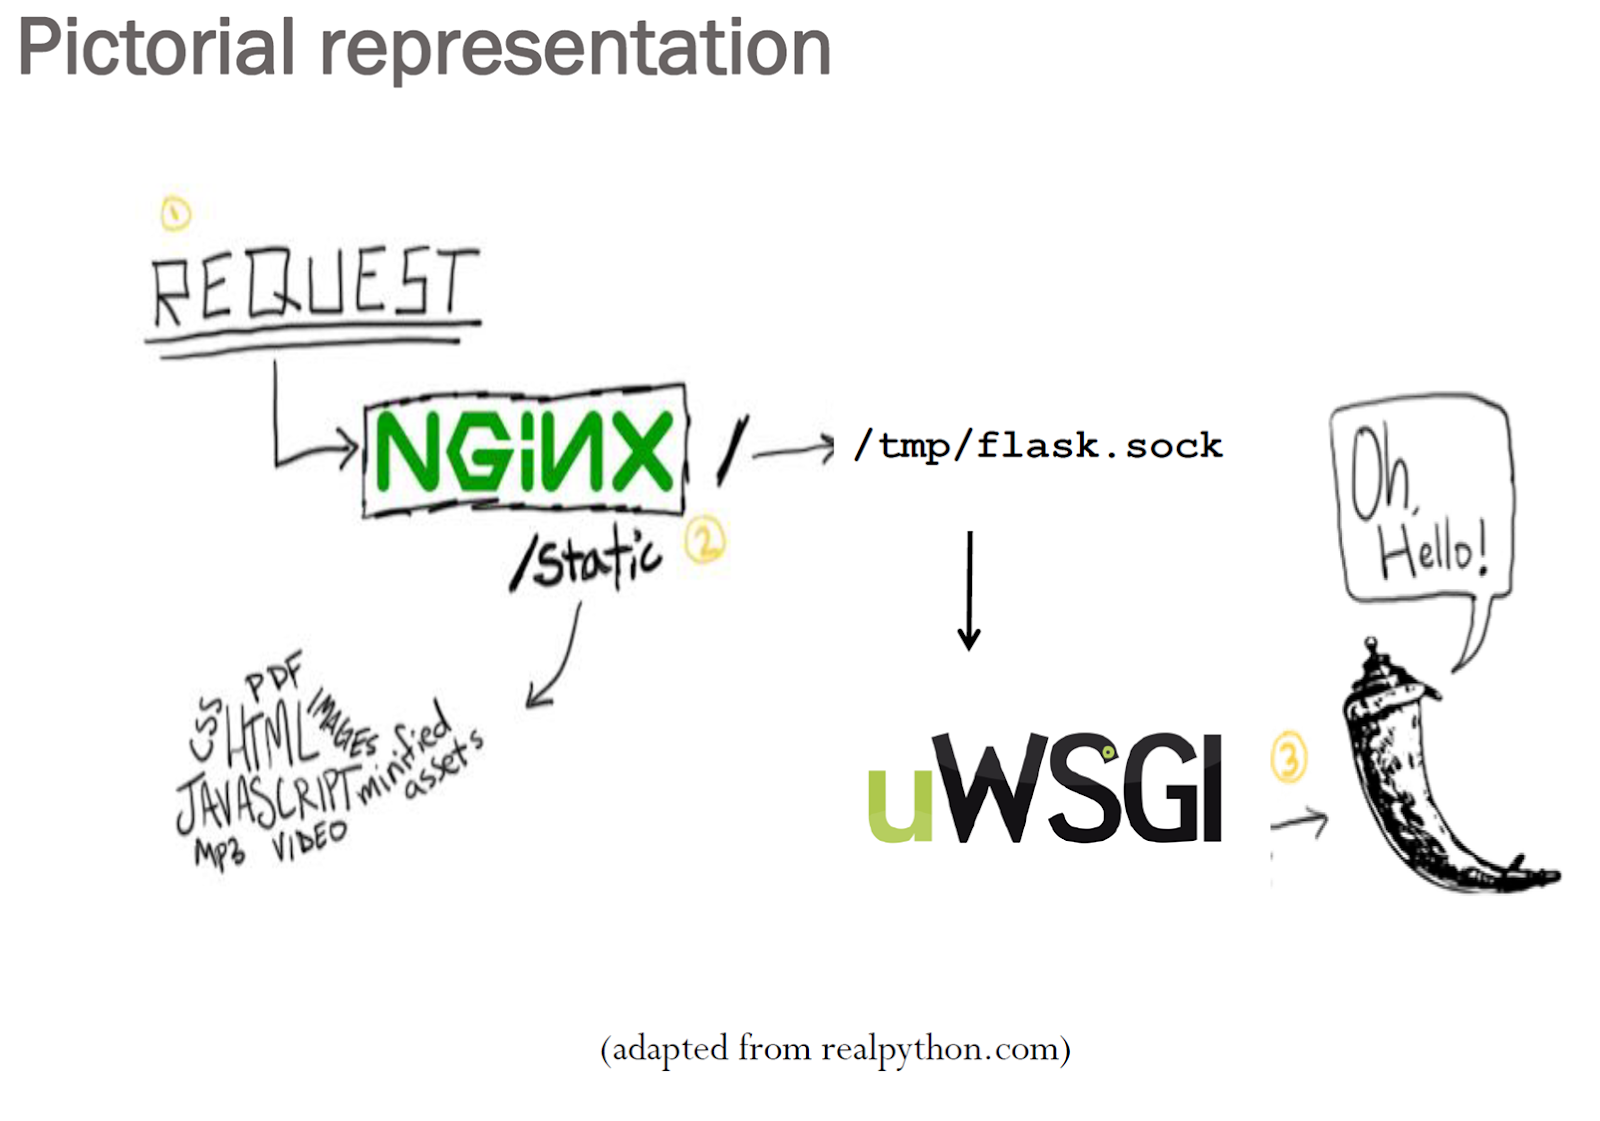 Pictorial representation
1
REQUEST
NGiNX / /tmp/flask.sock
/static 2
Oh,
Hello!
PDF
CSS HTML IMAGES
JAVASCRIPT minified
assets
MP3 VIDEO
uWSGI 3
(adapted from realpython.com)